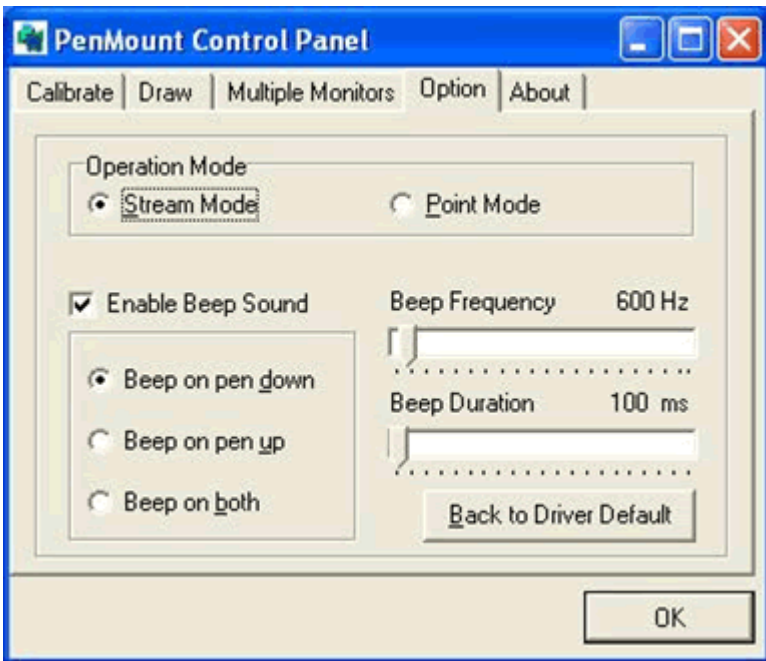 PenMount Control Panel
Calibrate Draw Multiple Monitors Option About
Operation Mode
Stream Mode Point Mode
Enable Beep Sound
Beep Frequency 600 Hz
Beep on pen down
Beep on pen up
Beep on both
Beep Duration 100 ms
Back to Driver Default
OK